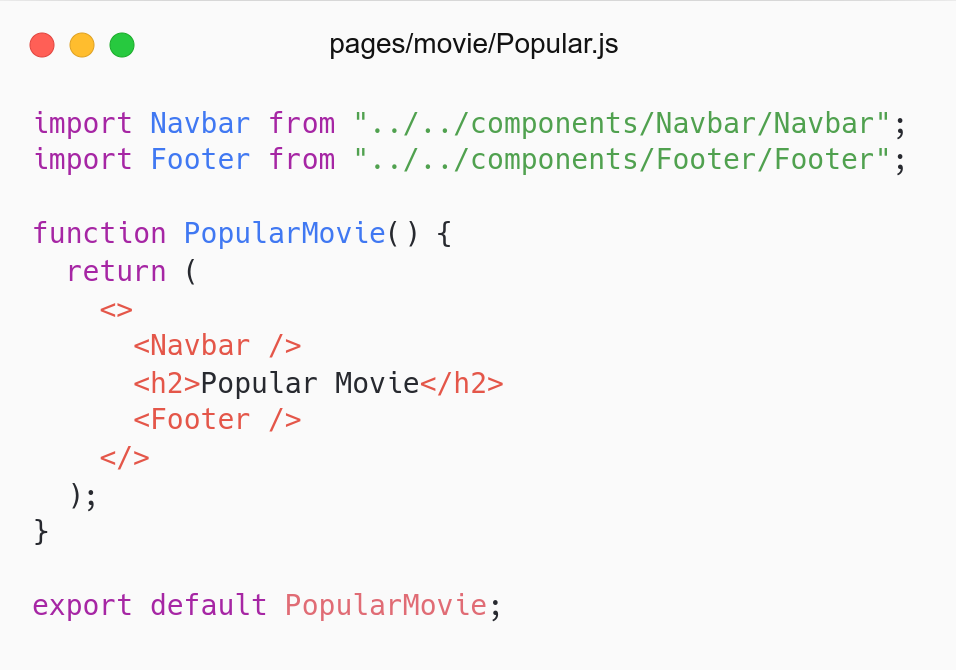 pages/movie/Popular.js
import Navbar from "../../components/Navbar/Navbar";
import Footer from "../../components/Footer/Footer";
function PopularMovie() {
  return (
    <>
      <Navbar />
      <h2>Popular Movie</h2>
      <Footer />
    </>
  );
}
export default PopularMovie;